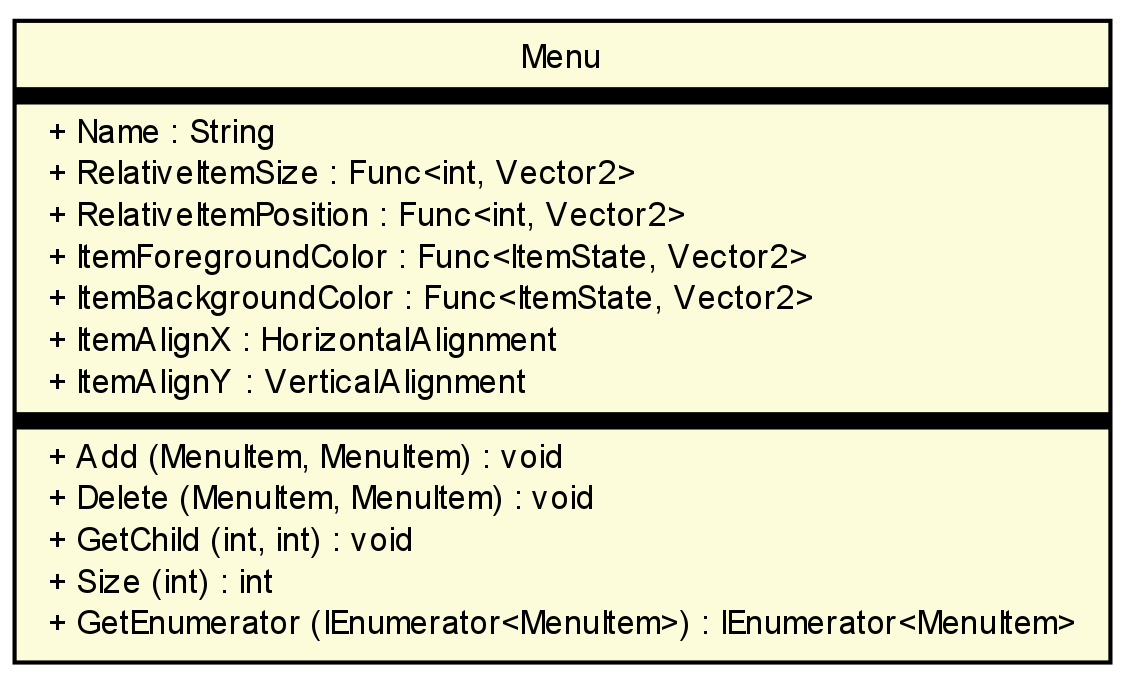 Menu
+ Name : String
+ RelativeItemSize : Func<int, Vector2>
+ RelativeItemPosition : Func<int, Vector2>
+ ItemForegroundColor : Func<ItemState, Vector2>
+ ItemBackgroundColor : Func<ItemState, Vector2>
+ ItemAlignX : HorizontalAlignment
+ ItemAlignY : VerticalAlignment
+ Add (MenuItem, MenuItem) : void
+ Delete (MenuItem, MenuItem) : void
+ GetChild (int, int) : void
+ Size (int) : int
+ GetEnumerator (IEnumerator<MenuItem>) : IEnumerator<MenuItem>